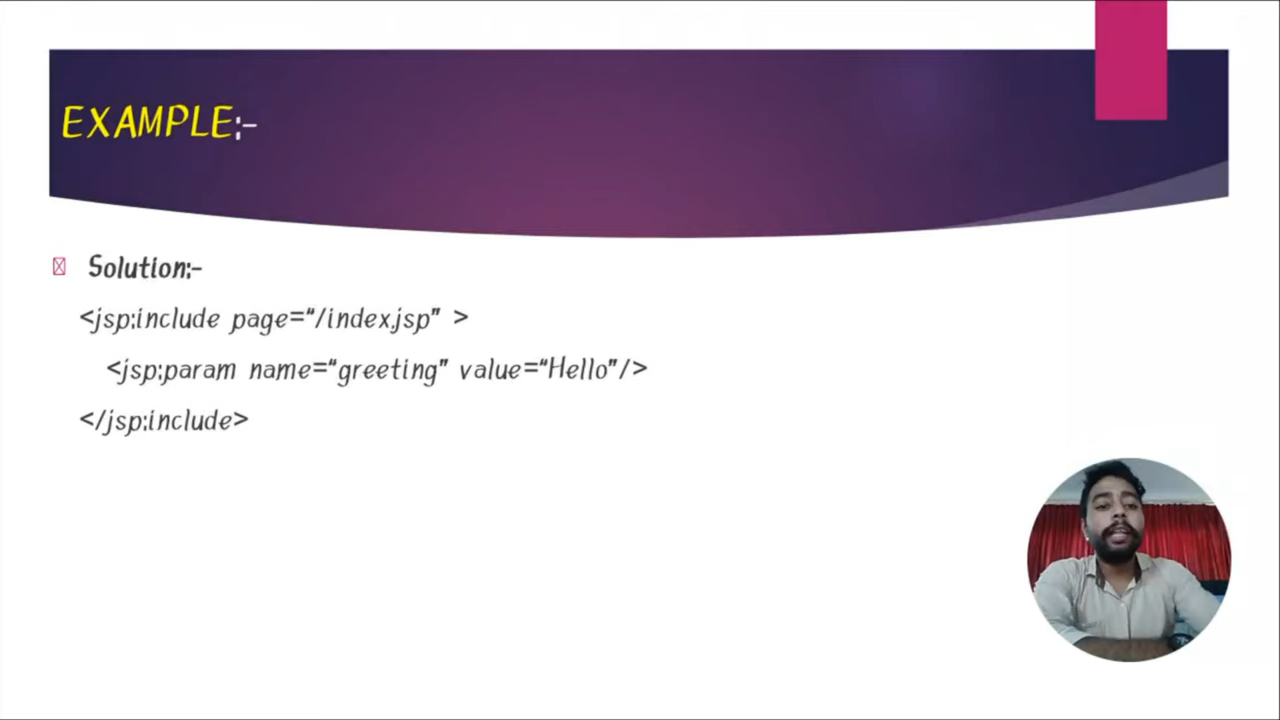 EXAMPLE:-
Solution:-
<jsp:include page=“/index.jsp” >
<jsp:param name=“greeting” value=“Hello”/>
</jsp:include>